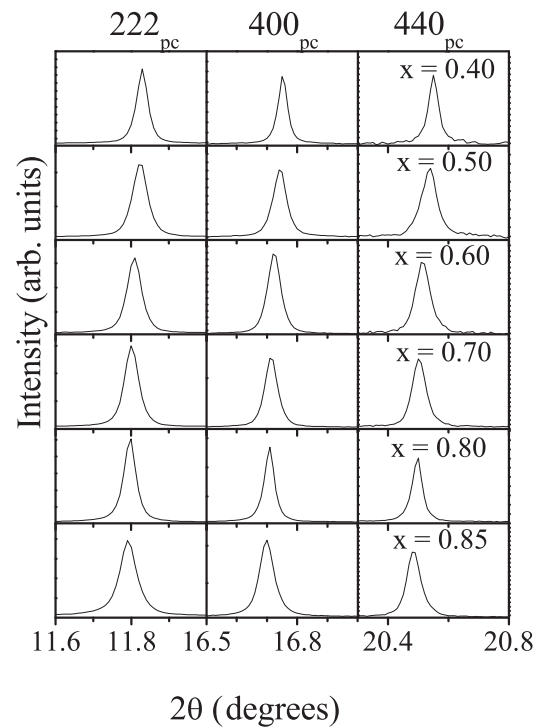 222pc 400pc 440pc
x = 0.40
x = 0.50
x = 0.60
x = 0.70
x = 0.80
x = 0.85
Intensity (arb. units)
11.6 11.8 16.5 16.8 20.4 20.8
2θ (degrees)